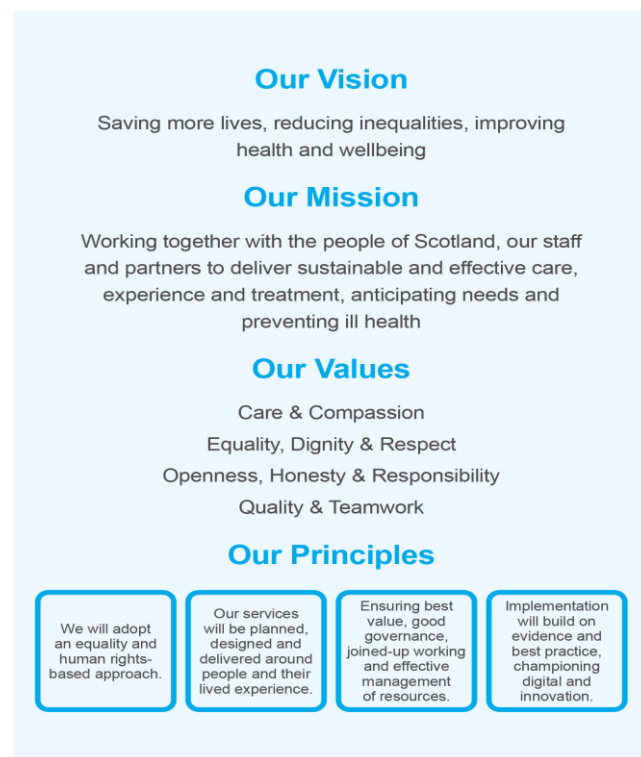 Our Vision
Saving more lives, reducing inequalities, improving
health and wellbeing
Our Mission
Working together with the people of Scotland, our staff
and partners to deliver sustainable and effective care,
experience and treatment, anticipating needs and
preventing ill health
Our Values
Care & Compassion
Equality, Dignity & Respect
Openness, Honesty & Responsibility
Quality & Teamwork
Our Principles
We will adopt
an equality and
human rights-
based approach.
Our services
will be planned,
designed and
delivered around
people and their
lived experience.
Ensuring best
value, good
governance,
joined-up working
and effective
management
of resources.
Implementation
will build on
evidence and
best practice,
championing
digital and
innovation.